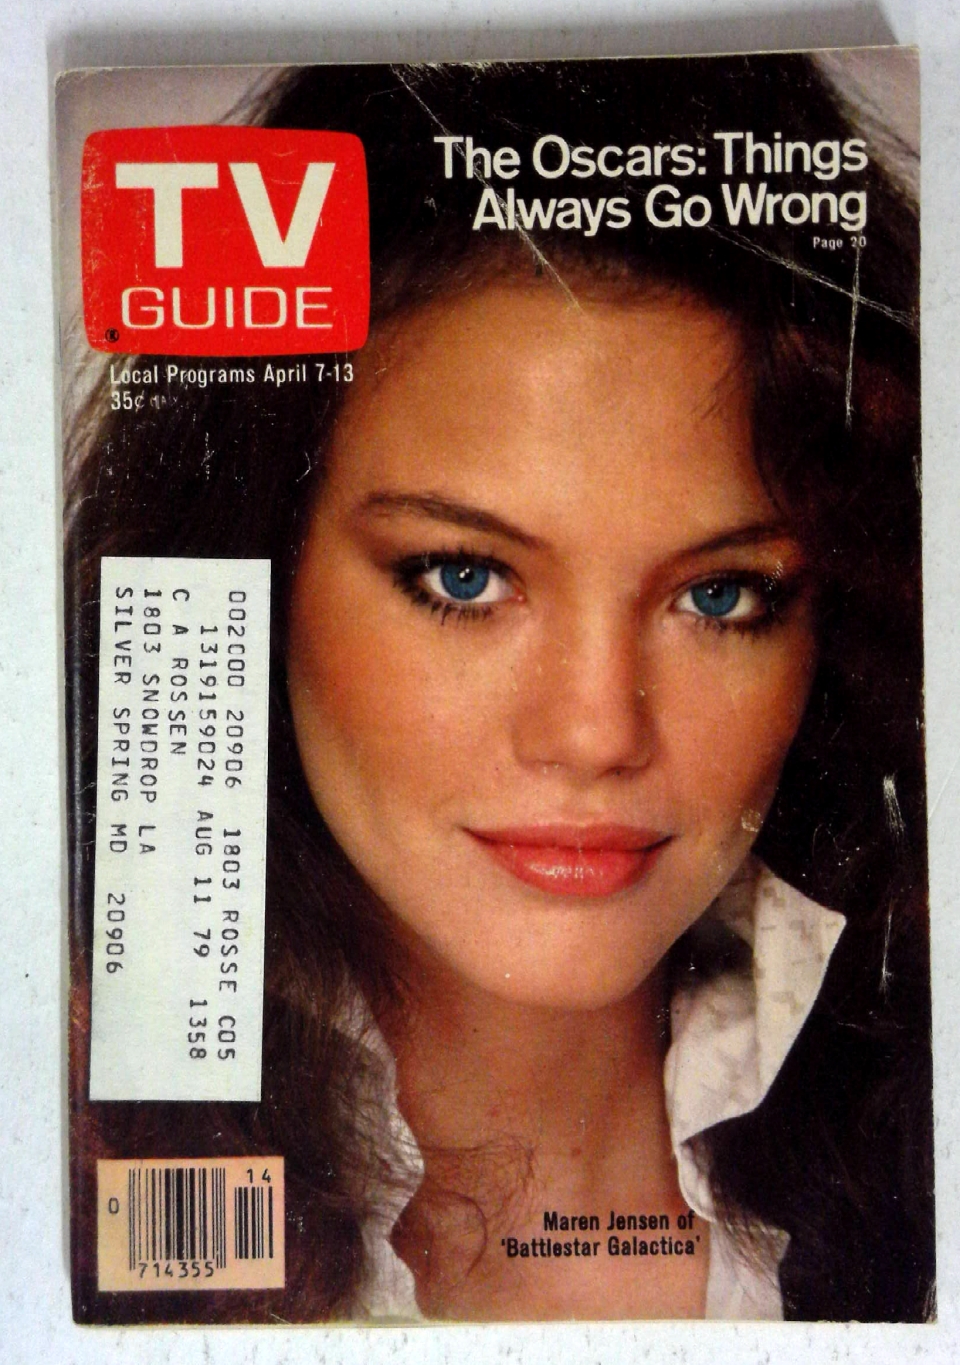 TV
GUIDE
®
Local Programs April 7-13
35¢
The Oscars: Things
Always Go Wrong
Page 20
002000 20906 1803 ROSSE C05
1319159024 AUG 11 79 1358
C A ROSSEN
1803 SNOWDROP LA
SILVER SPRING MD 20906
0
714355
14
Maren Jensen of
'Battlestar Galactica'